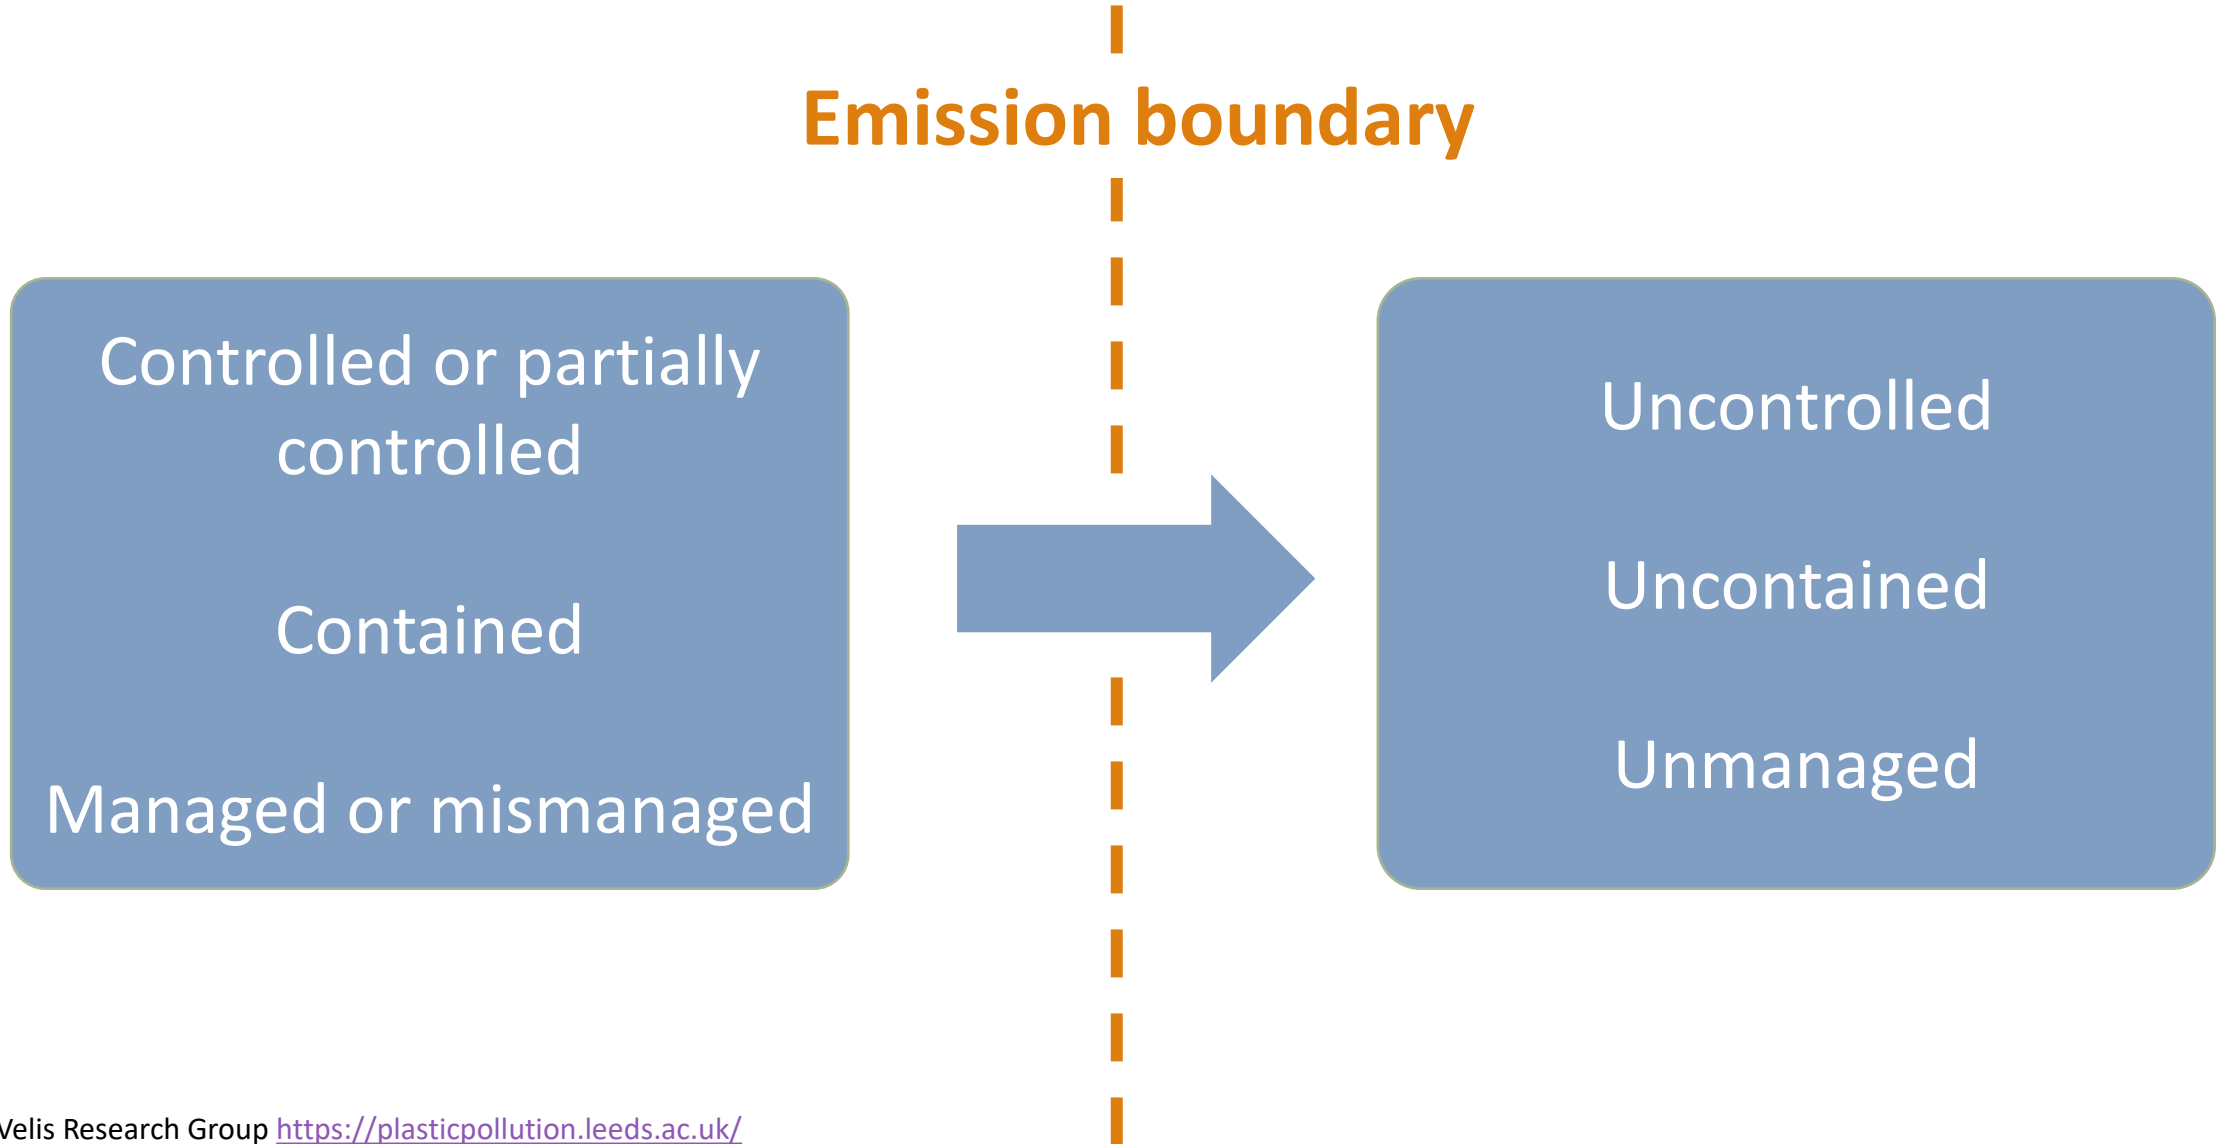 Emission boundary
Controlled or partially
controlled
Contained
Managed or mismanaged
Uncontrolled
Uncontained
Unmanaged
Velis Research Group https://plasticpollution.leeds.ac.uk/